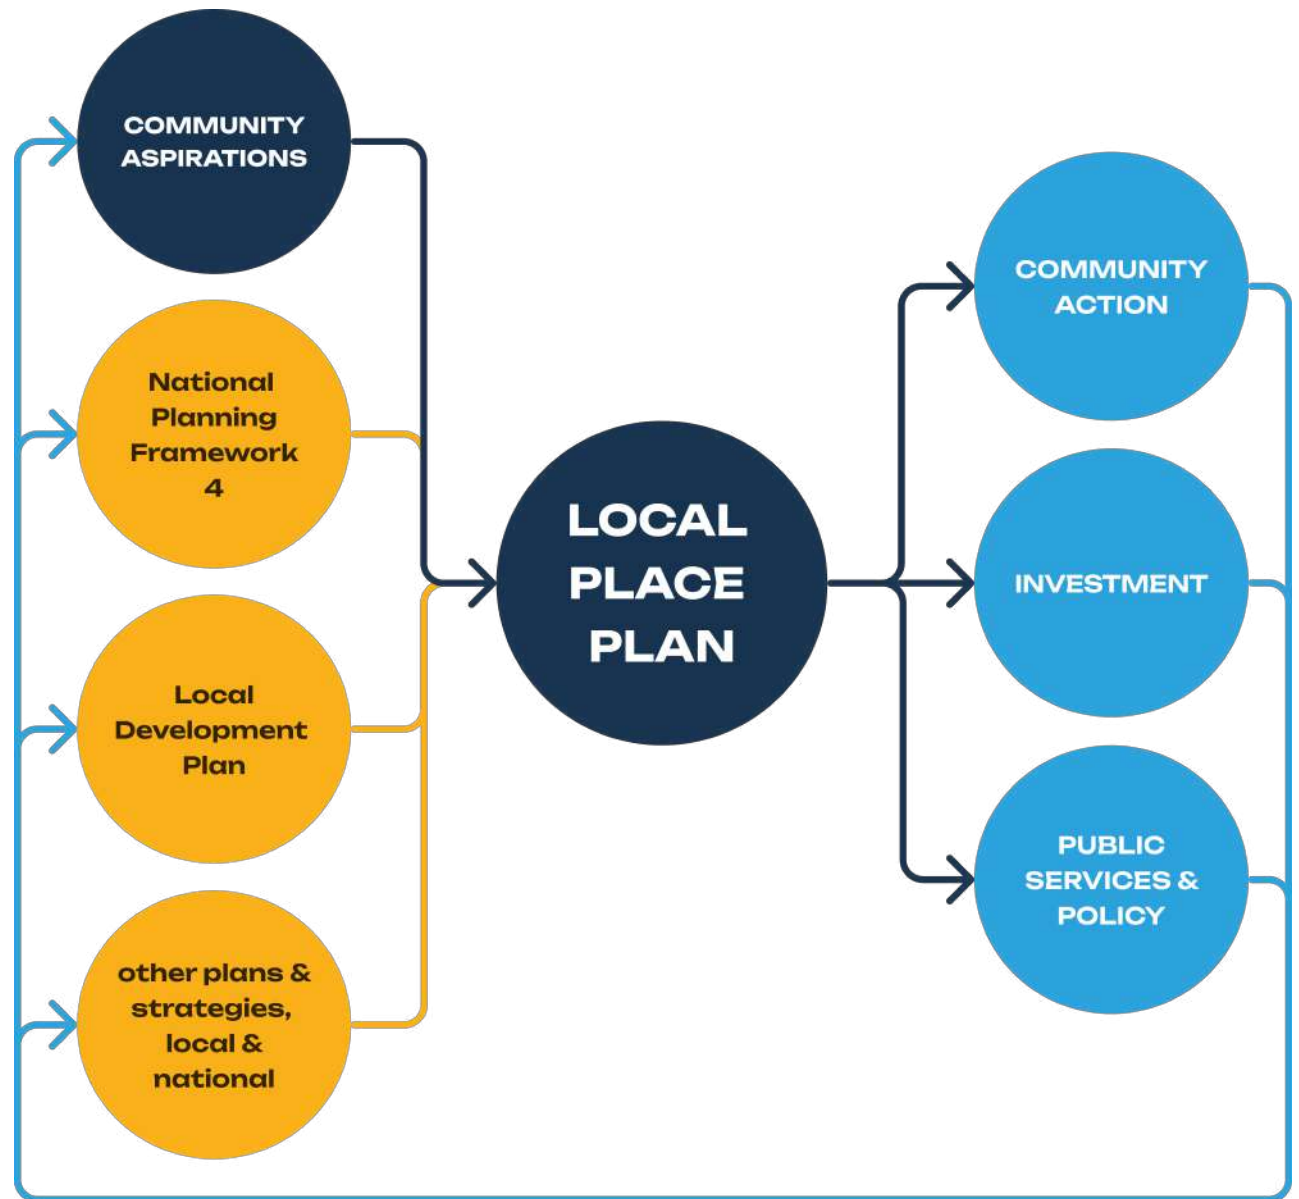 COMMUNITY
ASPIRATIONS
National
Planning
Framework
4
Local
Development
Plan
other plans &
strategies,
local &
national
LOCAL
PLACE
PLAN
COMMUNITY
ACTION
INVESTMENT
PUBLIC
SERVICES &
POLICY